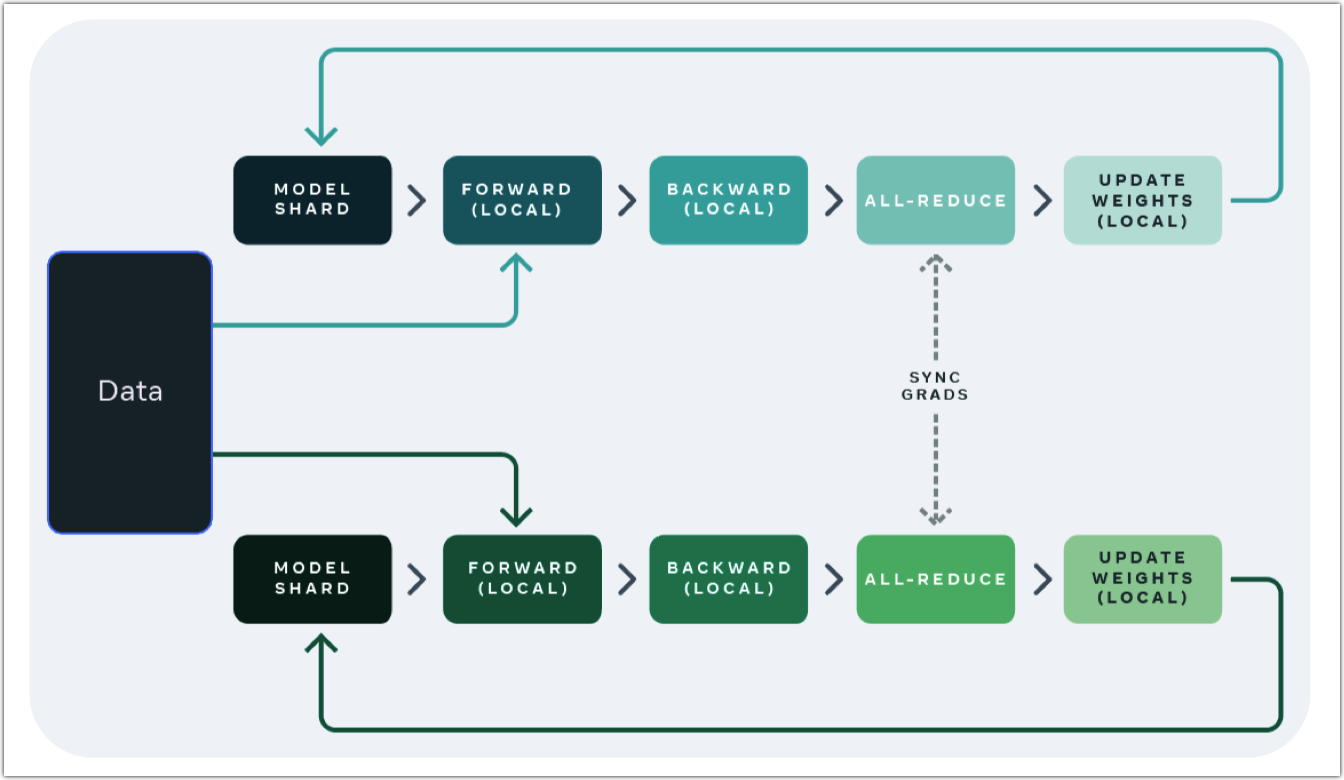 MODEL
SHARD
FORWARD
(LOCAL)
BACKWARD
(LOCAL)
ALL-REDUCE
UPDATE
WEIGHTS
(LOCAL)
Data
SYNC
GRADS
MODEL
SHARD
FORWARD
(LOCAL)
BACKWARD
(LOCAL)
ALL-REDUCE
UPDATE
WEIGHTS
(LOCAL)